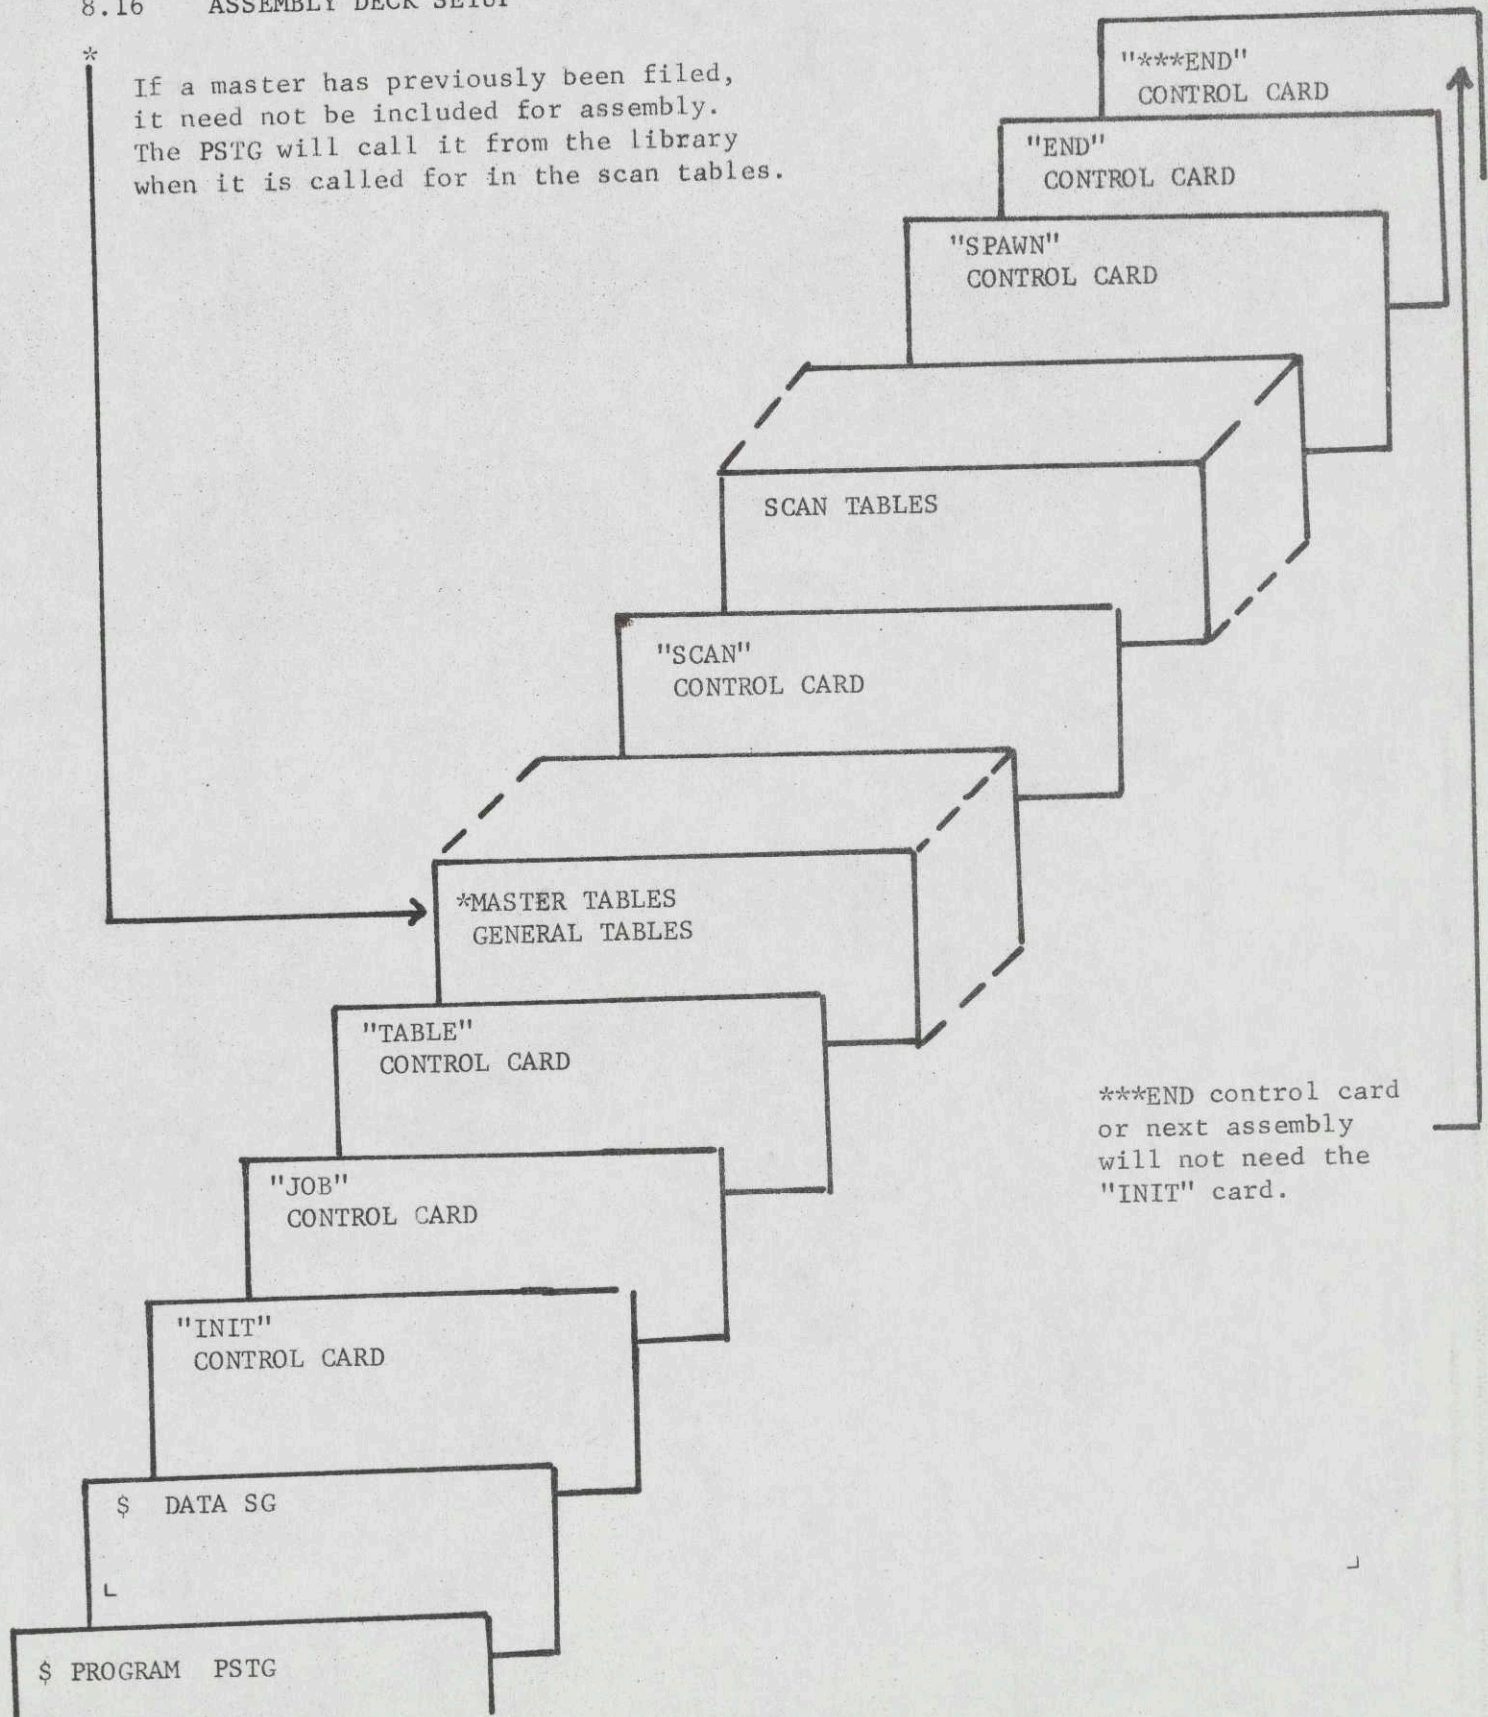 8.16 ASSEMBLY DECK SETUP
*
If a master has previously been filed,
it need not be included for assembly.
The PSTG will call it from the library
when it is called for in the scan tables.
"***END"
CONTROL CARD
"END"
CONTROL CARD
"SPAWN"
CONTROL CARD
SCAN TABLES
"SCAN"
CONTROL CARD
*MASTER TABLES
GENERAL TABLES
"TABLE"
CONTROL CARD
***END control card
or next assembly
will not need the
"INIT" card.
"JOB"
CONTROL CARD
"INIT"
CONTROL CARD
$ DATA SG
$ PROGRAM PSTG